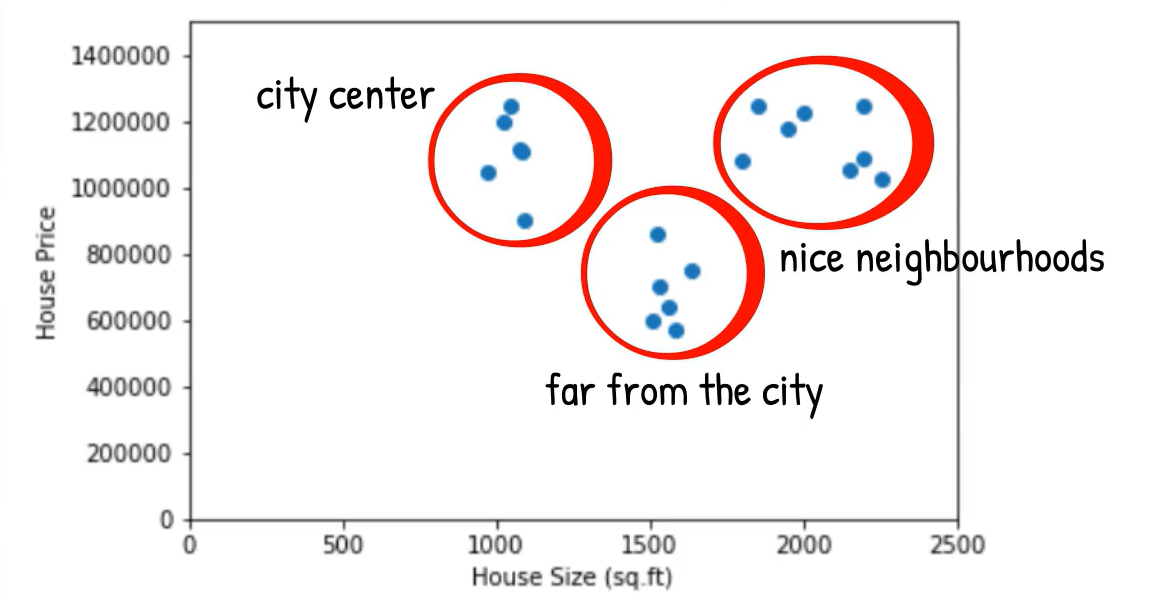 1400000
city center
1200000
1000000
House Price
800000
nice neighbourhoods
600000
400000
far from the city
200000
0
0 500 1000 1500 2000 2500
House Size (sq.ft)